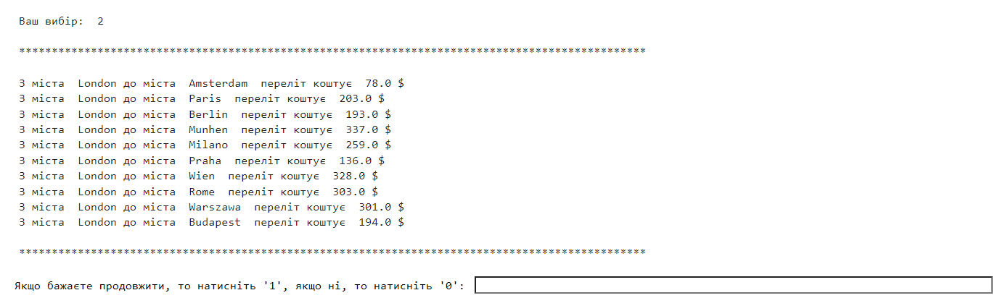 Ваш вибір:  2
************************************************************************************************
З міста  London до міста  Amsterdam  переліт коштує  78.0 $
З міста  London до міста  Paris  переліт коштує  203.0 $
З міста  London до міста  Berlin  переліт коштує  193.0 $
З міста  London до міста  Munhen  переліт коштує  337.0 $
З міста  London до міста  Milano  переліт коштує  259.0 $
З міста  London до міста  Praha  переліт коштує  136.0 $
З міста  London до міста  Wien  переліт коштує  328.0 $
З міста  London до міста  Rome  переліт коштує  303.0 $
З міста  London до міста  Warszawa  переліт коштує  301.0 $
З міста  London до міста  Budapest  переліт коштує  194.0 $
************************************************************************************************
Якщо бажаєте продовжити, то натисніть '1', якщо ні, то натисніть '0':